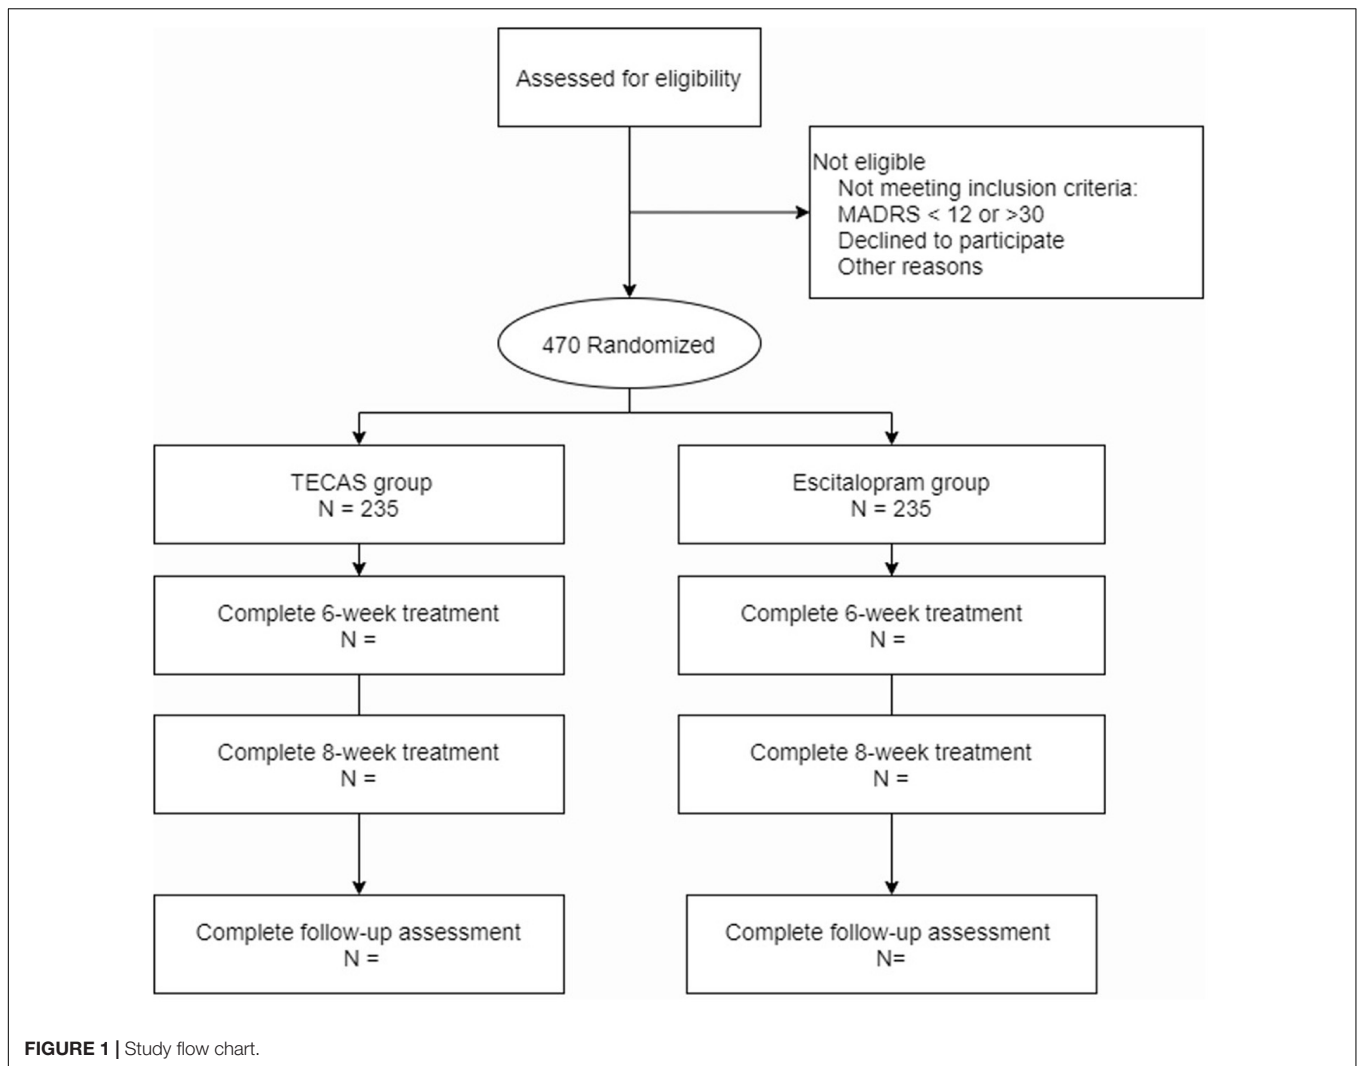 Assessed for eligibility
Not eligible
Not meeting inclusion criteria:
MADRS < 12 or >30
Declined to participate
Other reasons
470 Randomized
TECAS group
N = 235
Escitalopram group
N = 235
Complete 6-week treatment
N =
Complete 6-week treatment
N =
Complete 8-week treatment
N =
Complete 8-week treatment
N =
Complete follow-up assessment
N =
Complete follow-up assessment
N=
FIGURE 1 | Study flow chart.